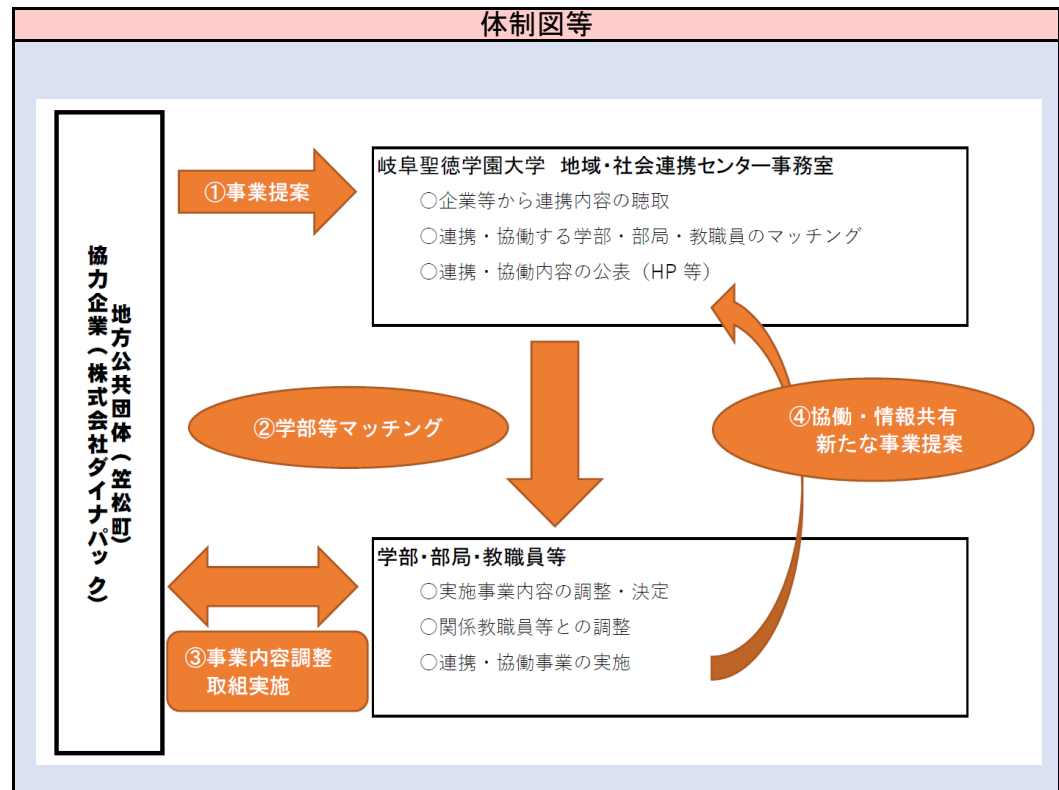 体制図等
地方公共団体（笠松町）
協力企業（株式会社ダイナパック）
①事業提案
岐阜聖徳学園大学 地域・社会連携センター事務室
○企業等から連携内容の聴取
○連携・協働する学部・部局・教職員のマッチング
○連携・協働内容の公表（HP 等）
②学部等マッチング
④協働・情報共有
新たな事業提案
学部・部局・教職員等
○実施事業内容の調整・決定
○関係教職員等との調整
○連携・協働事業の実施
③事業内容調整
取組実施